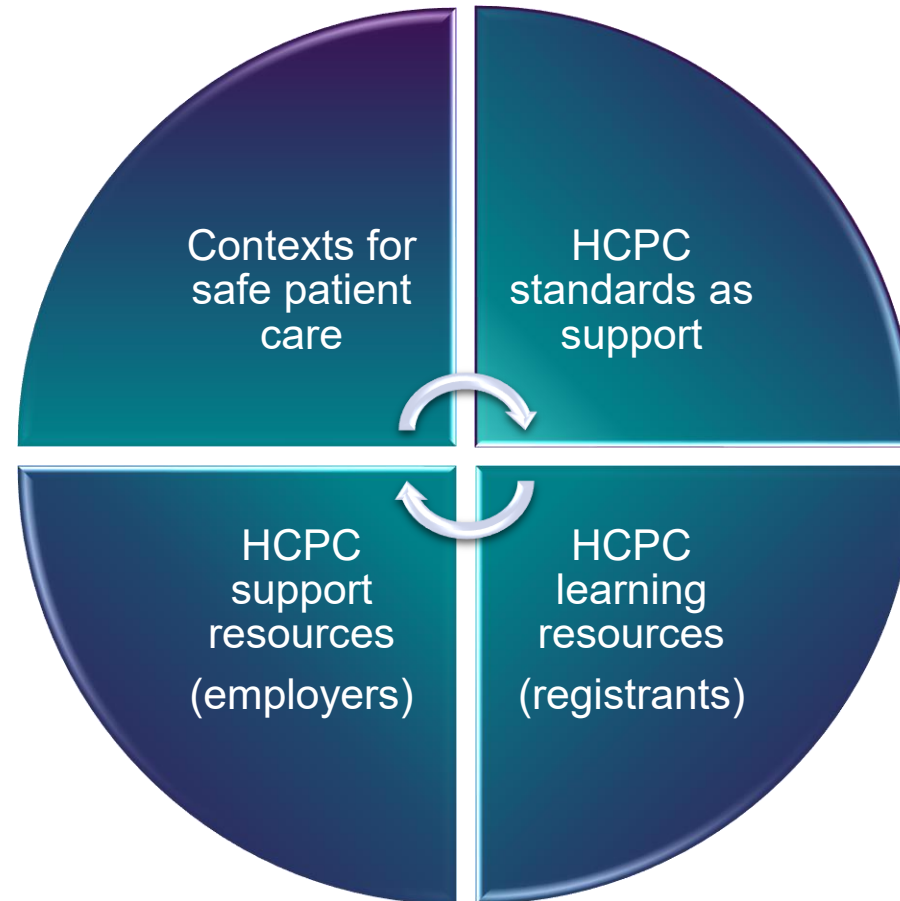 Contexts for
safe patient
care
HCPC
standards as
support
HCPC
support
resources
(employers)
HCPC
learning
resources
(registrants)